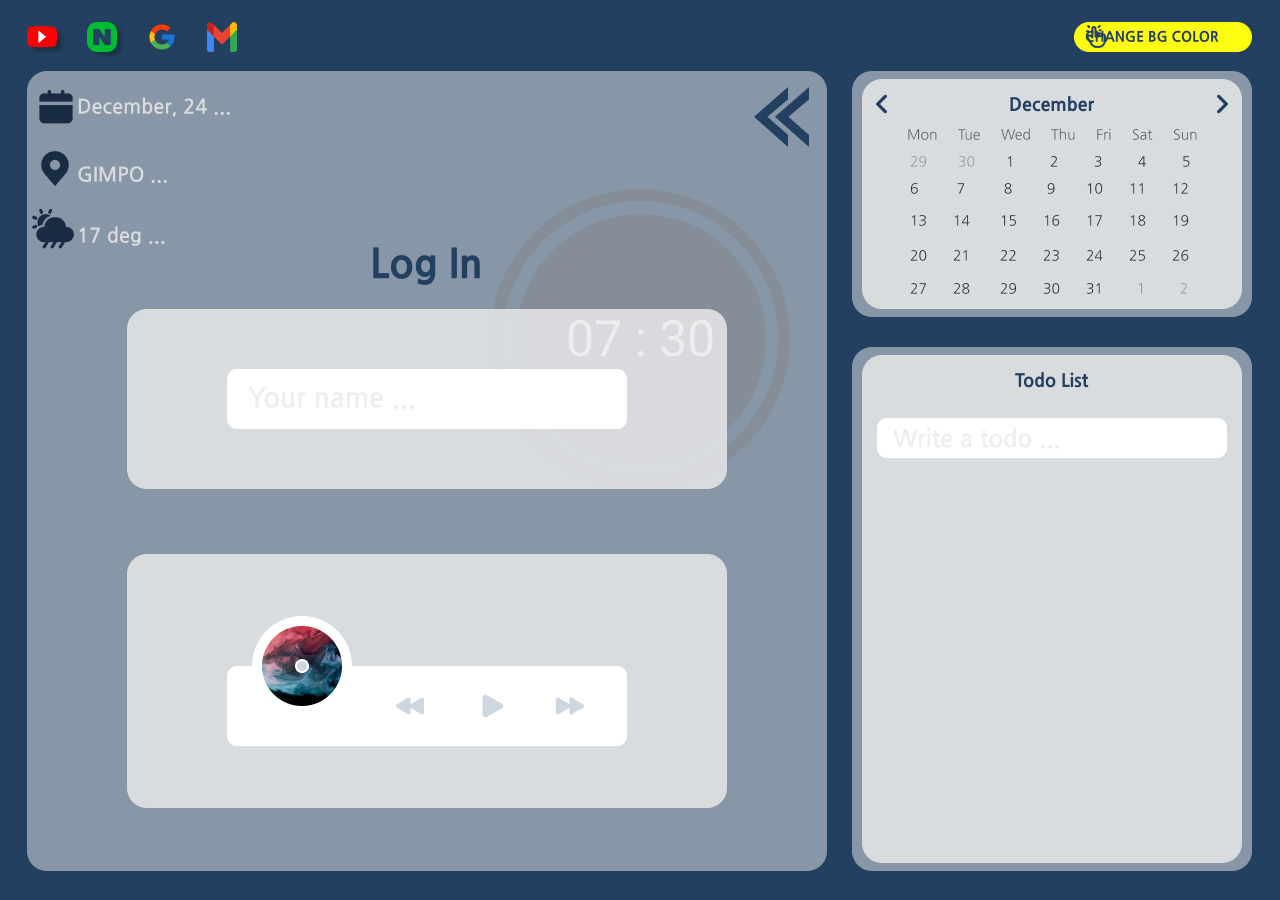 N
G
CHANGE BG COLOR
December, 24 ...
GIMPO ...
17 deg ...
Log In
07 : 30
Your name ...
December
Mon Tue Wed Thu Fri Sat Sun
29 30 1 2 3 4 5
6 7 8 9 10 11 12
13 14 15 16 17 18 19
20 21 22 23 24 25 26
27 28 29 30 31 1 2
Todo List
Write a todo ...